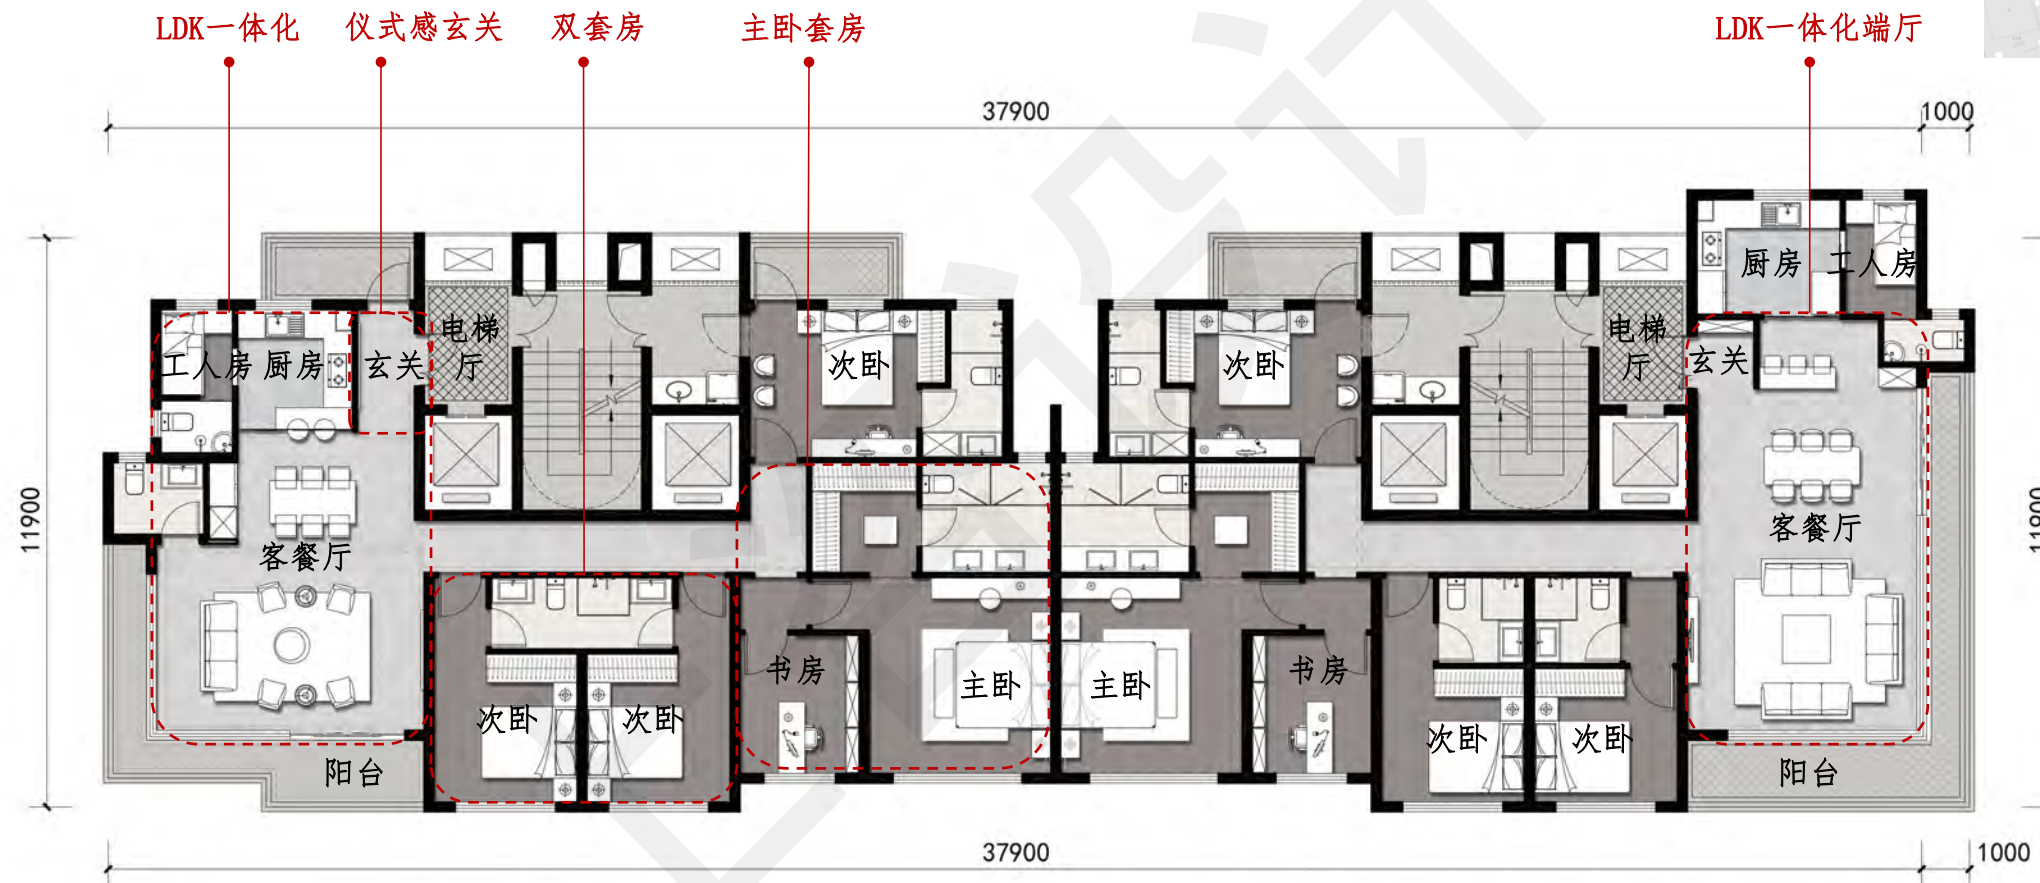 LDK一体化
仪式感玄关
双套房
主卧套房
LDK一体化端厅
37900
1000
厨房
工人房
电梯
厅
电梯
厅
工人房
厨房
玄关
次卧
次卧
玄关
11900
11900
客餐厅
客餐厅
书房
主卧
主卧
书房
次卧
次卧
次卧
次卧
阳台
阳台
37900
1000
设计